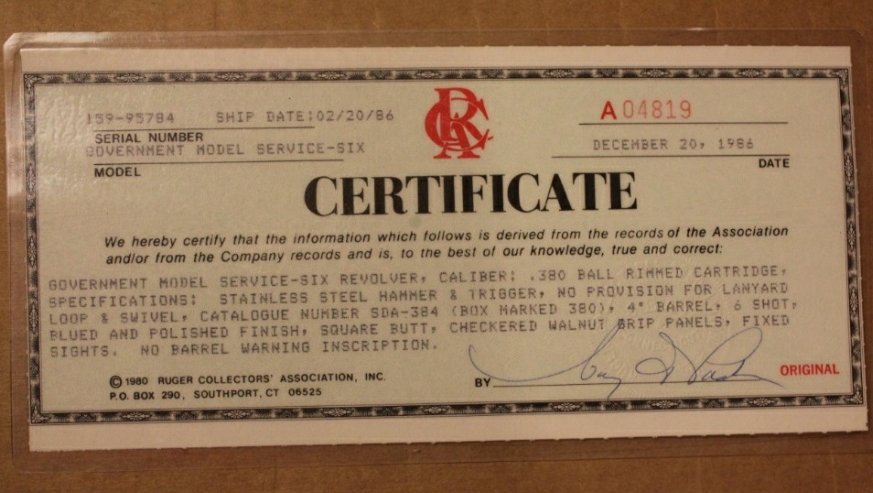 159-95784 SHIP DATE:02/20/86
A04819
SERIAL NUMBER
GOVERNMENT MODEL SERVICE-SIX
DECEMBER 20, 1986
MODEL
DATE
CERTIFICATE
We hereby certify that the information which follows is derived from the records of the Association
and/or from the Company records and is, to the best of our knowledge, true and correct:
GOVERNMENT MODEL SERVICE-SIX REVOLVER, CALIBER: .380 BALL RIMMED CARTRIDGE,
SPECIFICATIONS: STAINLESS STEEL HAMMER & TRIGGER, NO PROVISION FOR LANYARD
LOOP & SWIVEL, CATALOGUE NUMBER SDA-384 (BOX MARKED 380), 4" BARREL, 6 SHOT,
BLUED AND POLISHED FINISH, SQUARE BUTT, CHECKERED WALNUT GRIP PANELS, FIXED
SIGHTS. NO BARREL WARNING INSCRIPTION.
© 1980 RUGER COLLECTORS' ASSOCIATION, INC.
P.O. BOX 290, SOUTHPORT, CT 06525
BY
ORIGINAL